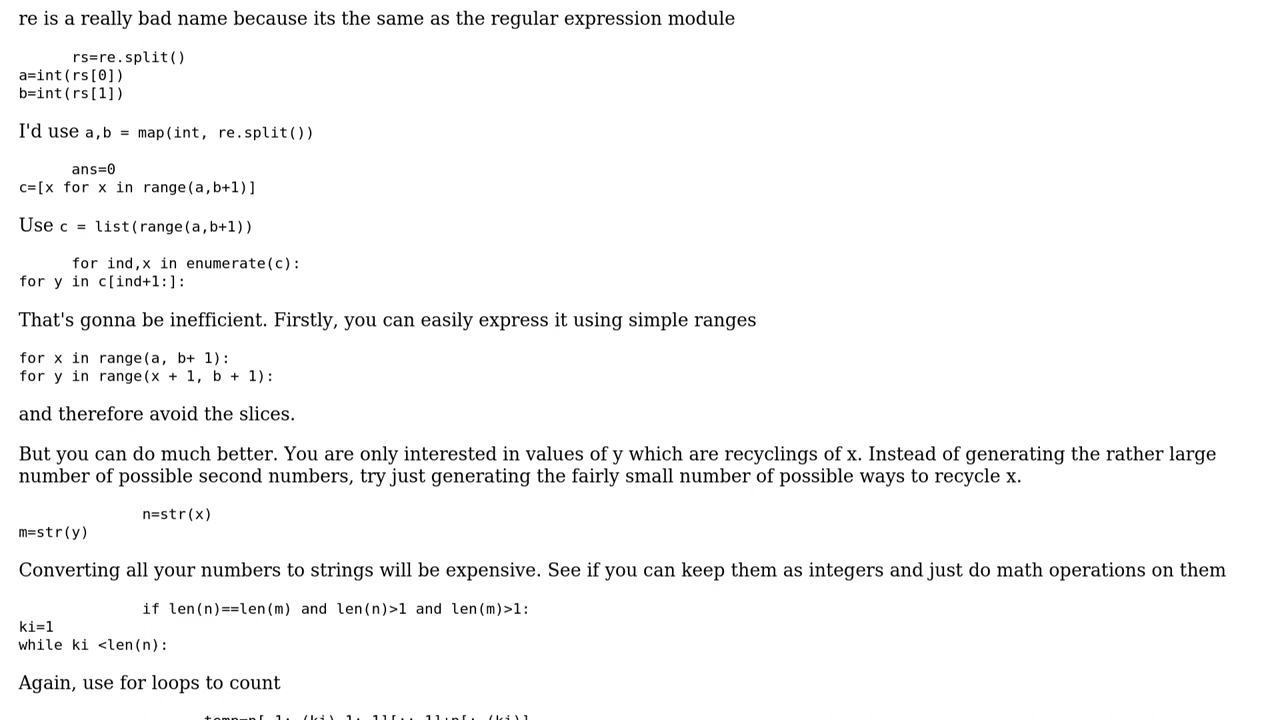 re is a really bad name because its the same as the regular expression module
rs=re.split()
a=int(rs[0])
b=int(rs[1])
I'd use a,b = map(int, re.split())
ans=0
c=[x for x in range(a,b+1)]
Use c = list(range(a,b+1))
for ind,x in enumerate(c):
for y in c[ind+1:]:
That's gonna be inefficient. Firstly, you can easily express it using simple ranges
for x in range(a, b+ 1):
for y in range(x + 1, b + 1):
and therefore avoid the slices.
But you can do much better. You are only interested in values of y which are recyclings of x. Instead of generating the rather large
number of possible second numbers, try just generating the fairly small number of possible ways to recycle x.
n=str(x)
m=str(y)
Converting all your numbers to strings will be expensive. See if you can keep them as integers and just do math operations on them
if len(n)==len(m) and len(n)>1 and len(m)>1:
ki=1
while ki <len(n):
Again, use for loops to count